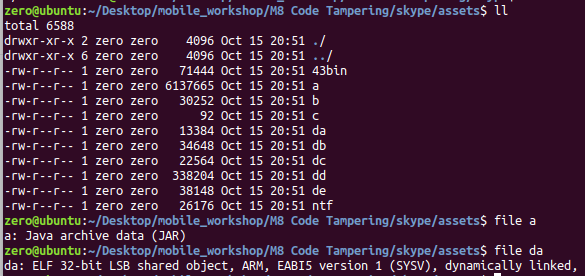 zero@ubuntu:~/Desktop/mobile_workshop/M8 Code Tampering/skype/assets$ ll
total 6588
drwxr-xr-x 2 zero zero    4096 Oct 15 20:51 ./
drwxr-xr-x 6 zero zero    4096 Oct 15 20:51 ../
-rw-r--r-- 1 zero zero   71444 Oct 15 20:51 43bin
-rw-r--r-- 1 zero zero 6137665 Oct 15 20:51 a
-rw-r--r-- 1 zero zero   30252 Oct 15 20:51 b
-rw-r--r-- 1 zero zero      92 Oct 15 20:51 c
-rw-r--r-- 1 zero zero   13384 Oct 15 20:51 da
-rw-r--r-- 1 zero zero   34648 Oct 15 20:51 db
-rw-r--r-- 1 zero zero   22564 Oct 15 20:51 dc
-rw-r--r-- 1 zero zero  338204 Oct 15 20:51 dd
-rw-r--r-- 1 zero zero   38148 Oct 15 20:51 de
-rw-r--r-- 1 zero zero   26176 Oct 15 20:51 ntf
zero@ubuntu:~/Desktop/mobile_workshop/M8 Code Tampering/skype/assets$ file a
a: Java archive data (JAR)
zero@ubuntu:~/Desktop/mobile_workshop/M8 Code Tampering/skype/assets$ file da
da: ELF 32-bit LSB shared object, ARM, EABI5 version 1 (SYSV), dynamically linked,